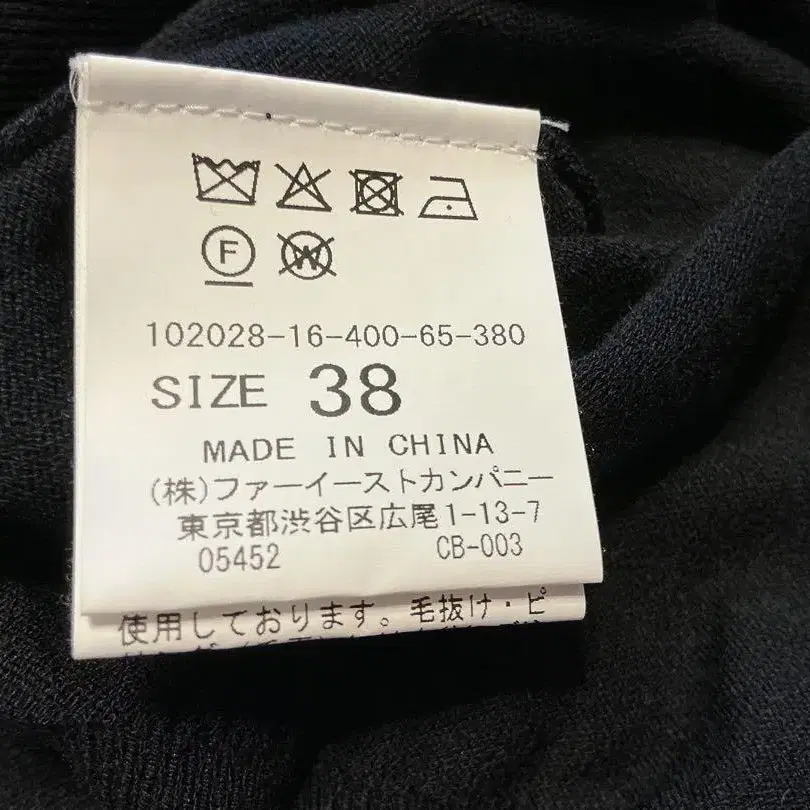 F W
102028-16-400-65-380
SIZE 38
MADE IN CHINA
(株)ファーイーストカンパニー
東京都渋谷区広尾1-13-7
05452 CB-003
使用しております。毛抜け・ピ